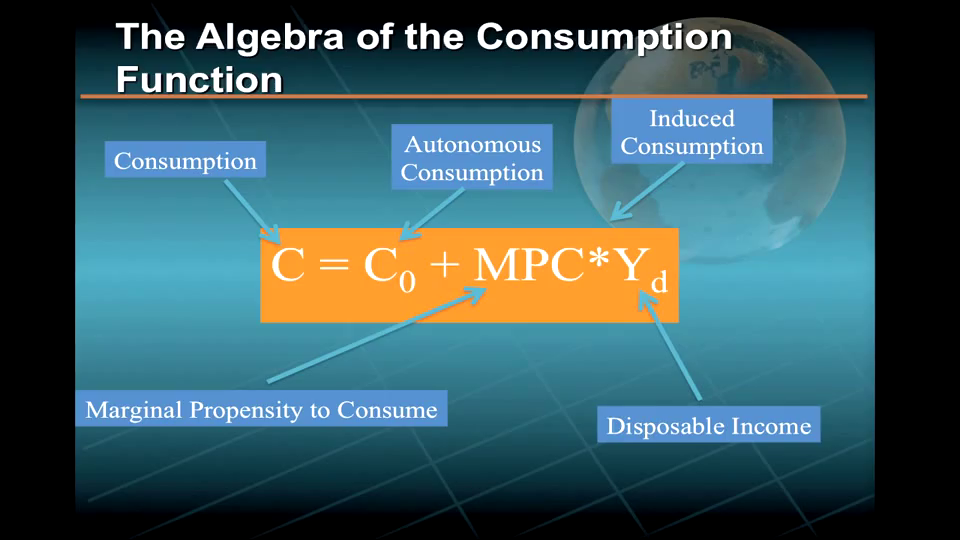 The Algebra of the Consumption
Function
Induced
Consumption
Autonomous
Consumption
Consumption
C = C₀ + MPC*Y_d
Marginal Propensity to Consume
Disposable Income